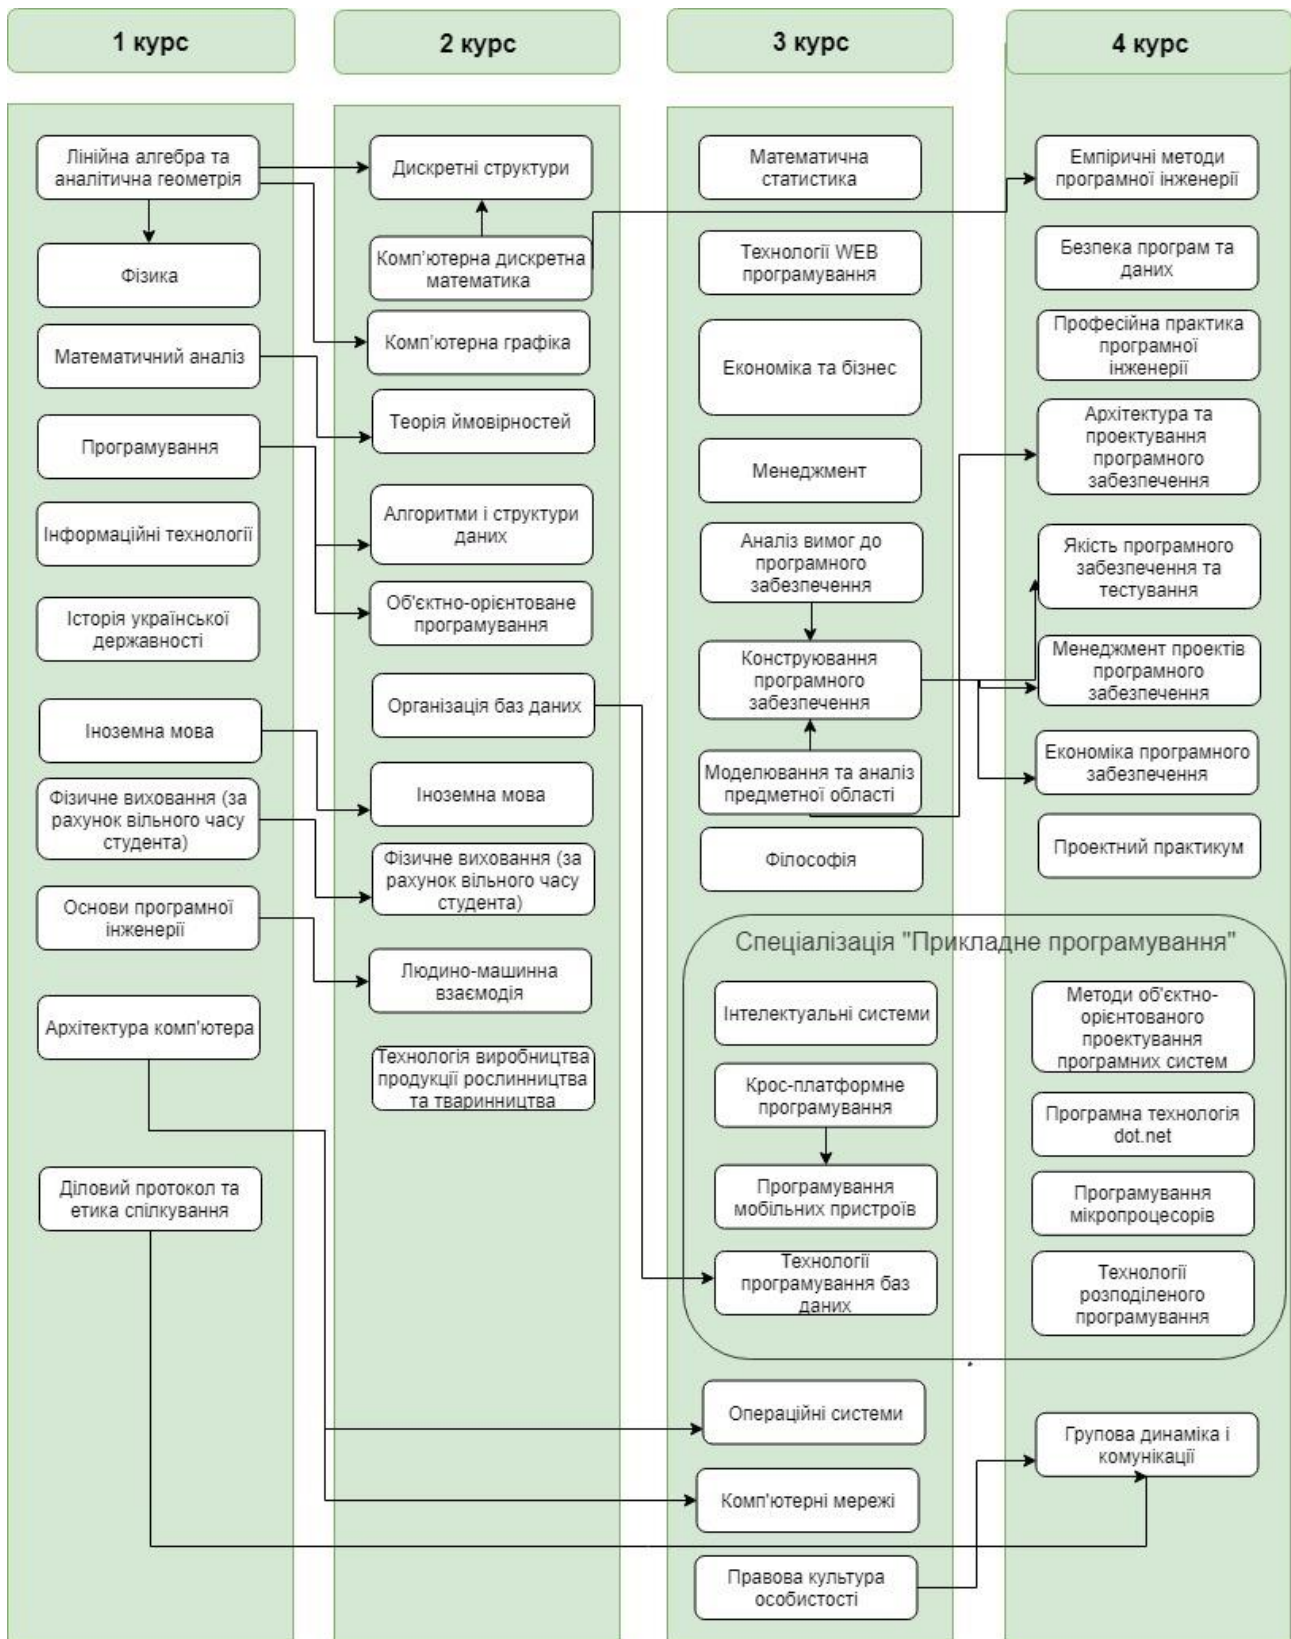 1 курс
2 курс
3 курс
4 курс
Лінійна алгебра та
аналітична геометрія
Фізика
Математичний аналіз
Програмування
Інформаційні технології
Історія української
державності
Іноземна мова
Фізичне виховання (за
рахунок вільного часу
студента)
Основи програмної
інженерії
Архітектура комп'ютера
Діловий протокол та
етика спілкування
Дискретні структури
Комп'ютерна дискретна
математика
Комп'ютерна графіка
Теорія ймовірностей
Алгоритми і структури
даних
Об'єктно-орієнтоване
програмування
Організація баз даних
Іноземна мова
Фізичне виховання (за
рахунок вільного часу
студента)
Людино-машинна
взаємодія
Технологія виробництва
продукції рослинництва
та тваринництва
Математична
статистика
Технології WEB
програмування
Економіка та бізнес
Менеджмент
Аналіз вимог до
програмного
забезпечення
Конструювання
програмного
забезпечення
Моделювання та аналіз
предметної області
Філософія
Емпіричні методи
програмної інженерії
Безпека програм та
даних
Професійна практика
програмної
інженерії
Архітектура та
проектування
програмного
забезпечення
Якість програмного
забезпечення та
тестування
Менеджмент проектів
програмного
забезпечення
Економіка програмного
забезпечення
Проектний практикум
Спеціалізація "Прикладне програмування"
Інтелектуальні системи
Крос-платформне
програмування
Програмування
мобільних пристроїв
Технології
програмування баз
даних
Методи об'єктно-
орієнтованого
проектування
програмних систем
Програмна технологія
dot.net
Програмування
мікропроцесорів
Технології
розподіленого
програмування
Операційні системи
Комп'ютерні мережі
Правова культура
особистості
Групова динаміка і
комунікації